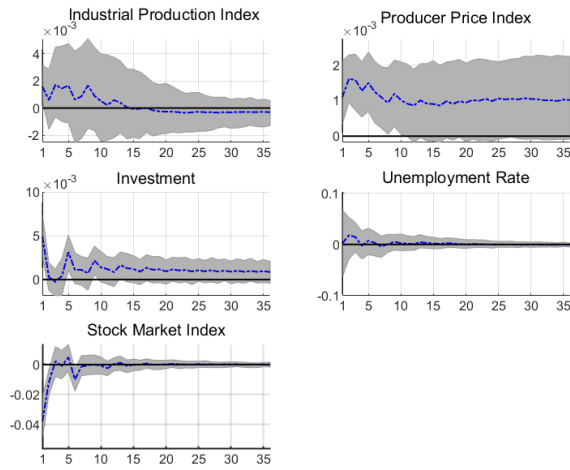 Industrial Production Index
×10⁻³
4
2
0
-2
1 5 10 15 20 25 30 35
Producer Price Index
×10⁻³
2
1
0
1 5 10 15 20 25 30 35
Investment
×10⁻³
10
5
0
1 5 10 15 20 25 30 35
Unemployment Rate
0.1
0
-0.1
1 5 10 15 20 25 30 35
Stock Market Index
0
-0.02
-0.04
1 5 10 15 20 25 30 35